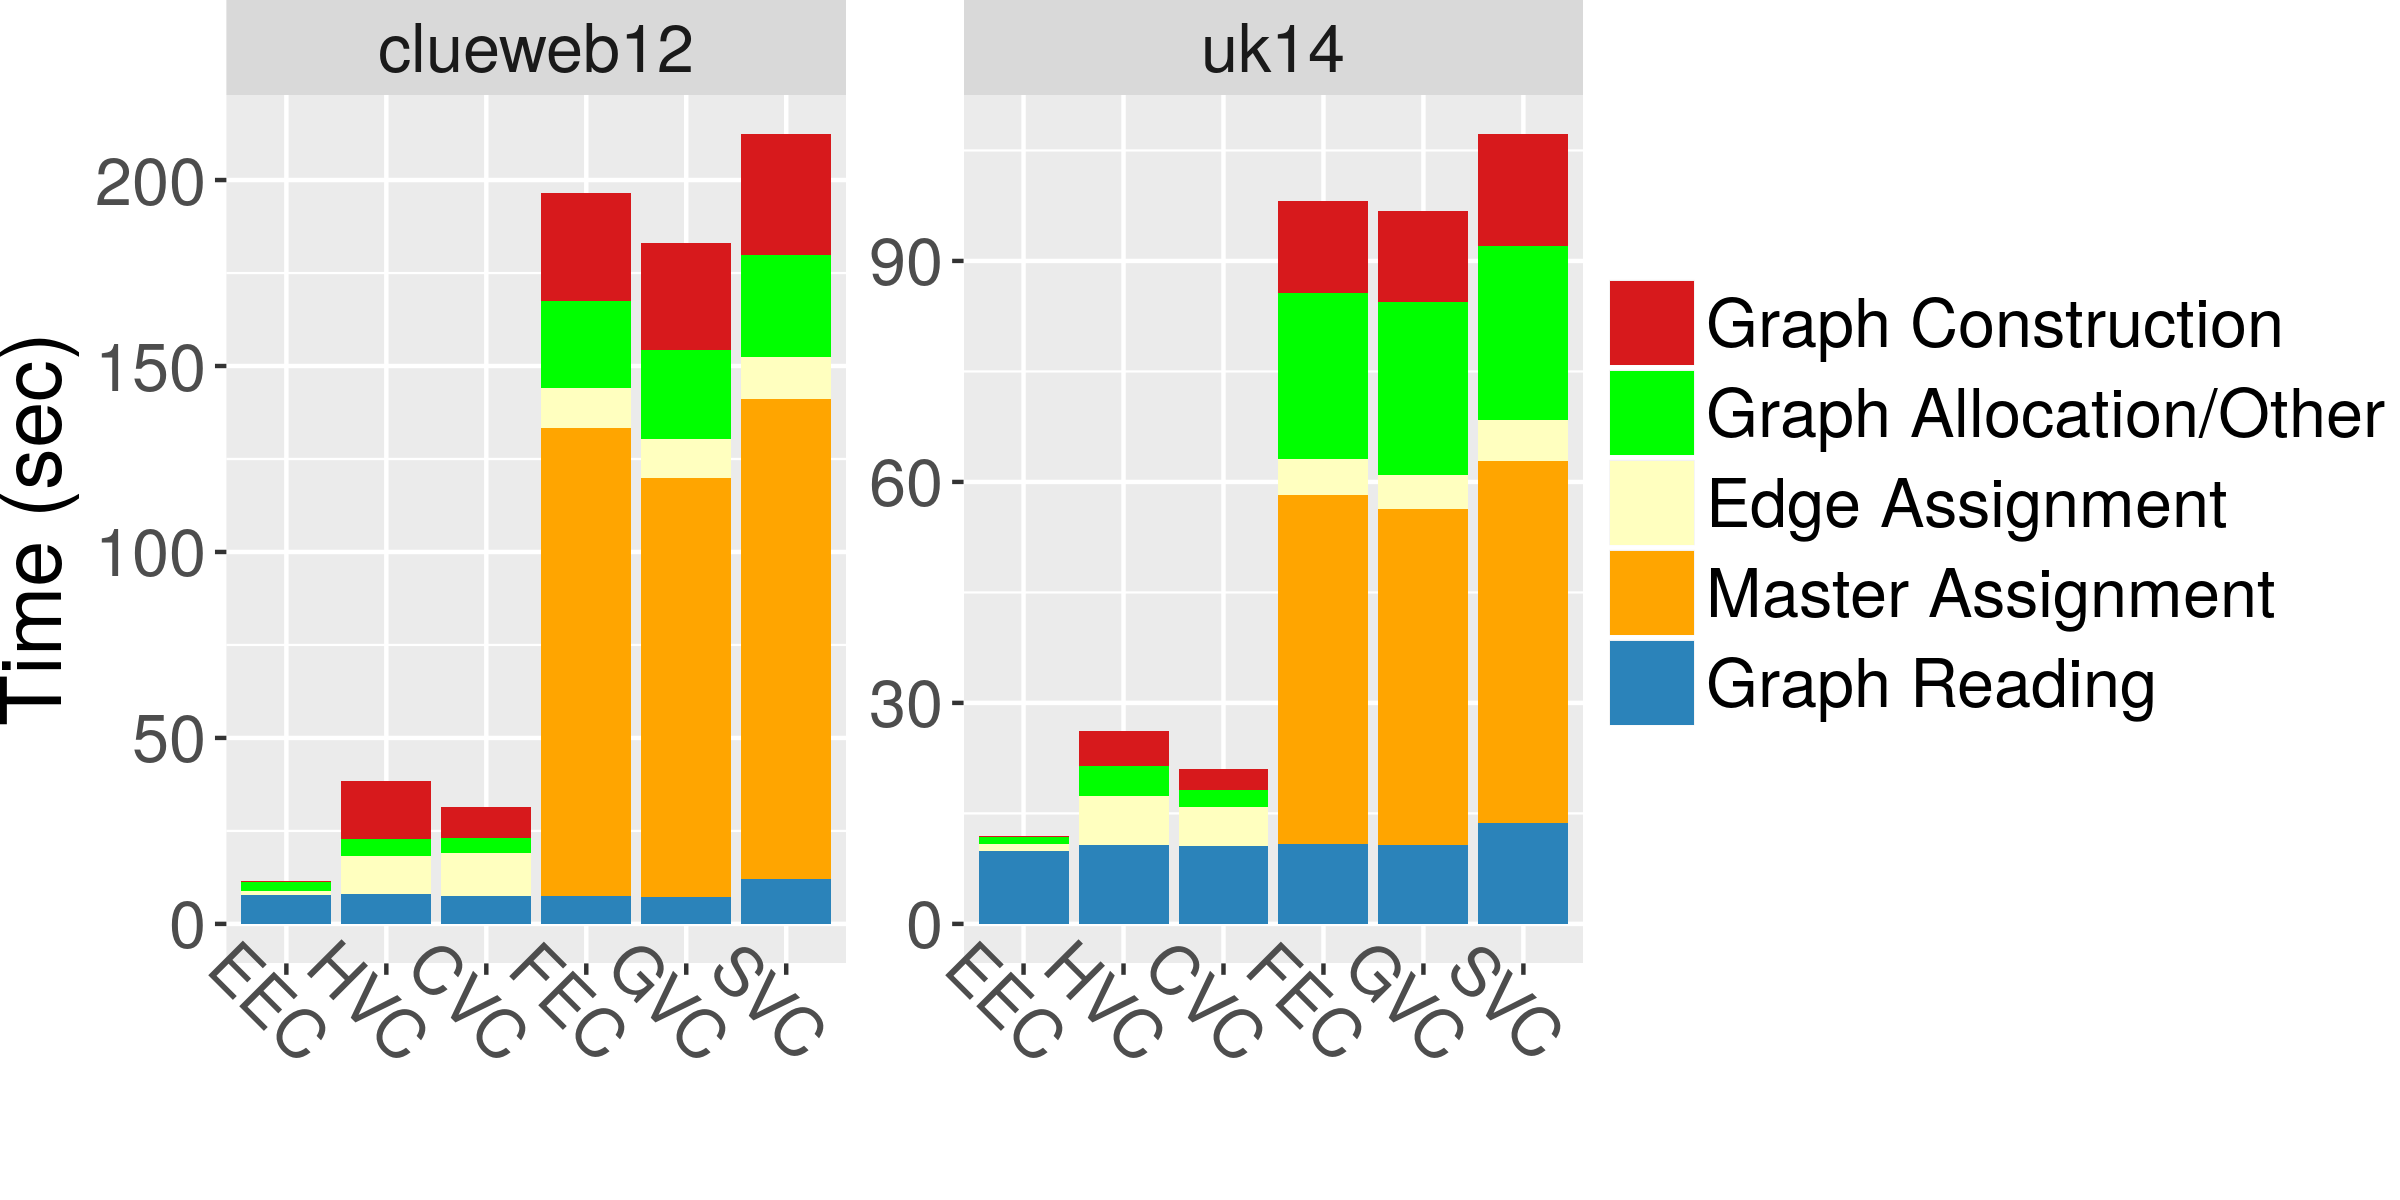 clueweb12
uk14
Time (sec)
200
150
100
50
0
90
60
30
0
EEC
HVC
CVC
FEC
GVC
SVC
EEC
HVC
CVC
FEC
GVC
SVC
Graph Construction
Graph Allocation/Other
Edge Assignment
Master Assignment
Graph Reading